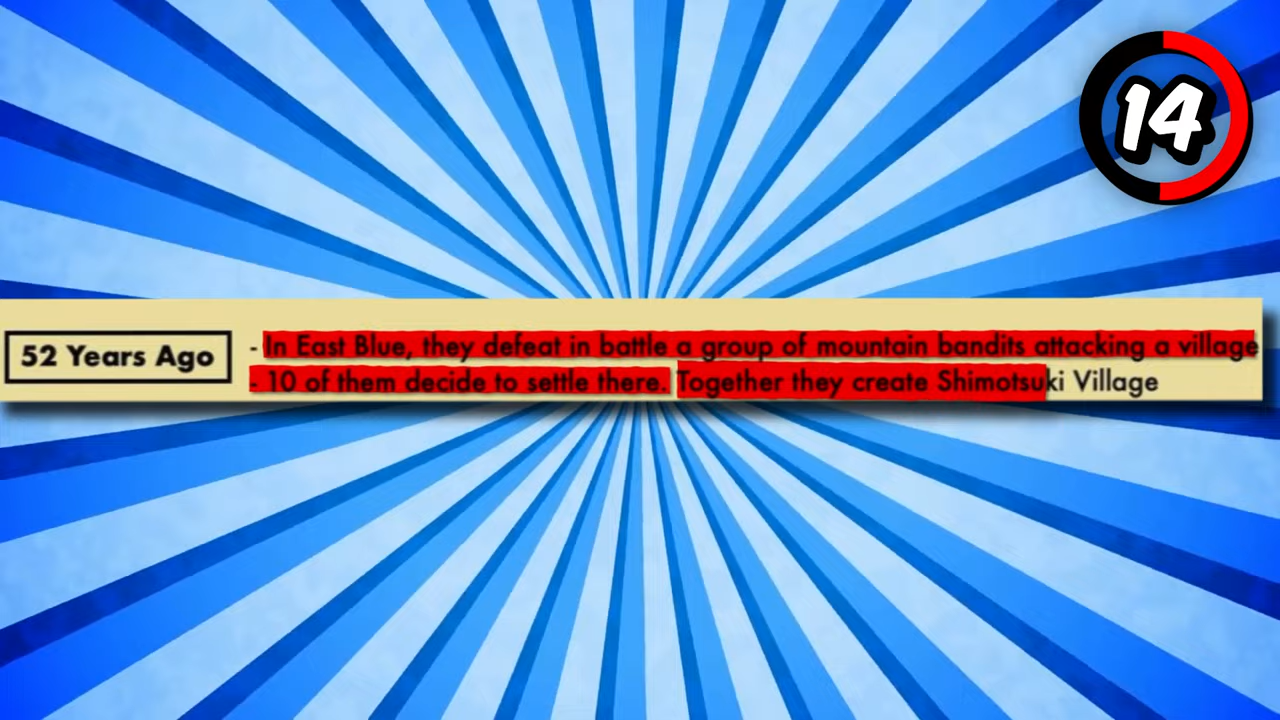 14
52 Years Ago
- In East Blue, they defeat in battle a group of mountain bandits attacking a village
- 10 of them decide to settle there. Together they create Shimotsuki Village